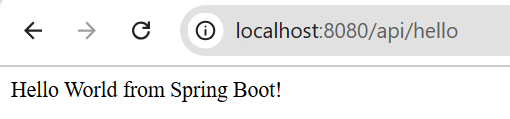 localhost:8080/api/hello
Hello World from Spring Boot!